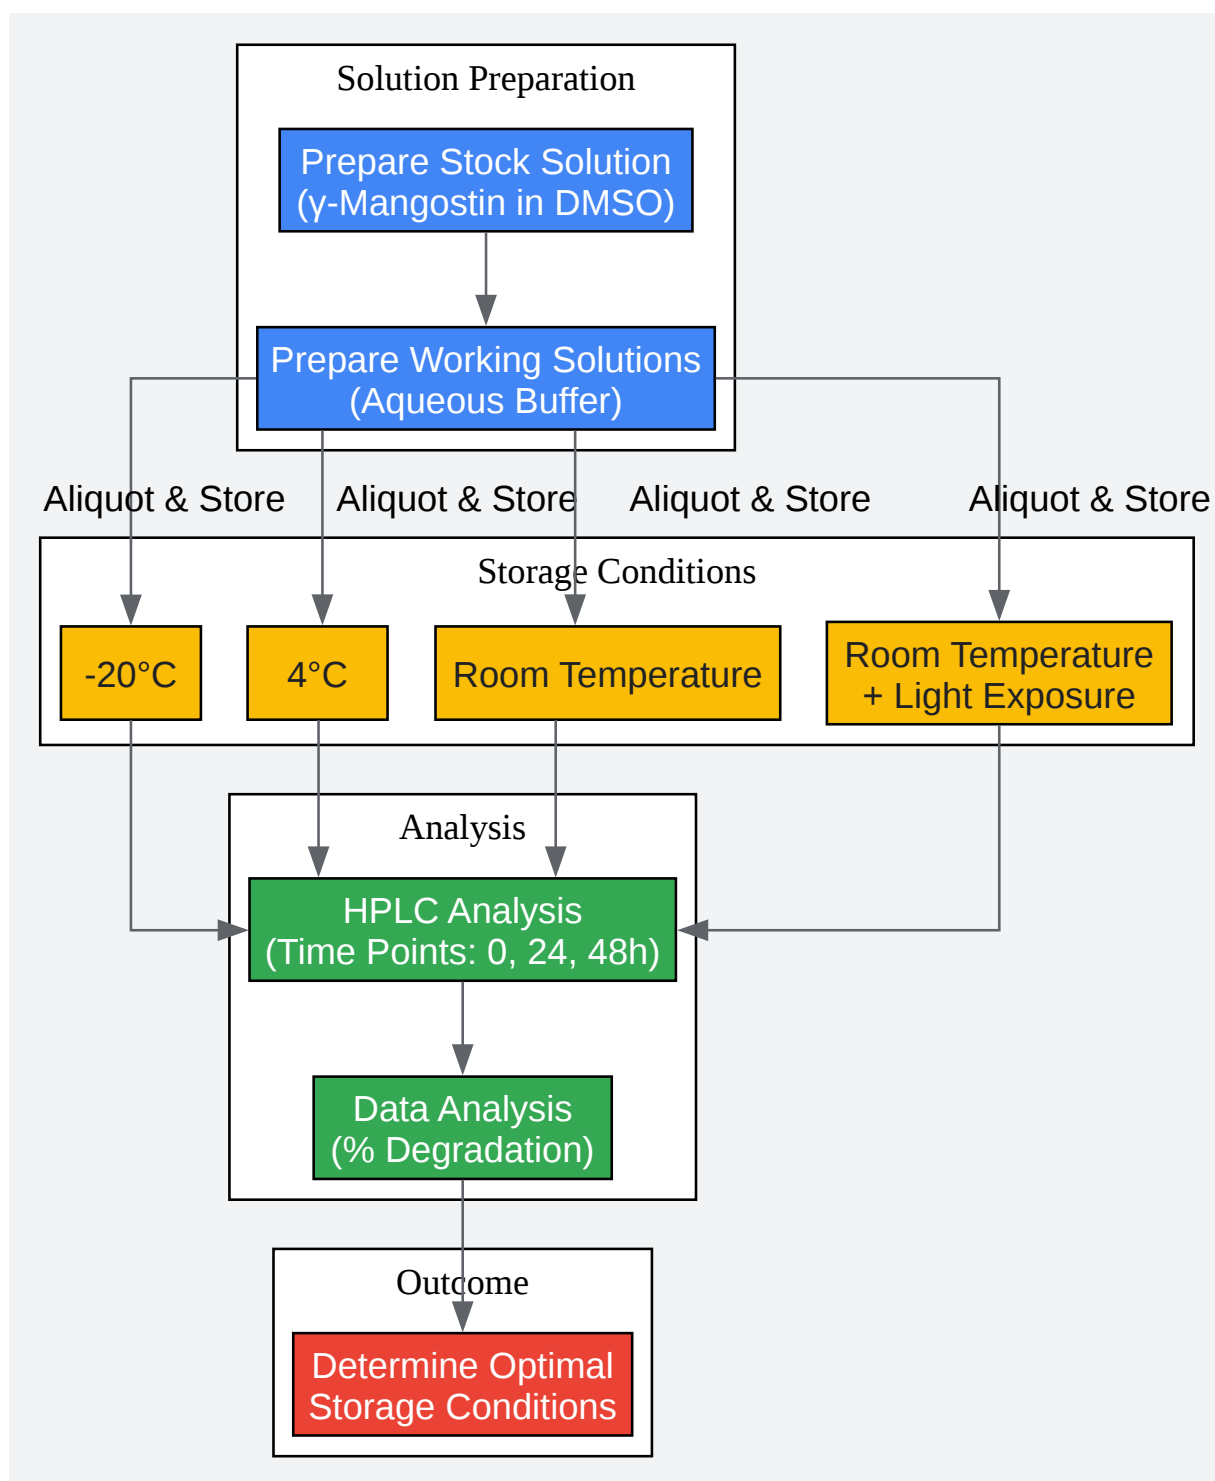 Solution Preparation
Prepare Stock Solution
(γ-Mangostin in DMSO)
Prepare Working Solutions
(Aqueous Buffer)
Aliquot & Store
Aliquot & Store
Aliquot & Store
Aliquot & Store
Storage Conditions
-20°C
4°C
Room Temperature
Room Temperature
+ Light Exposure
Analysis
HPLC Analysis
(Time Points: 0, 24, 48h)
Data Analysis
(% Degradation)
Outcome
Determine Optimal
Storage Conditions